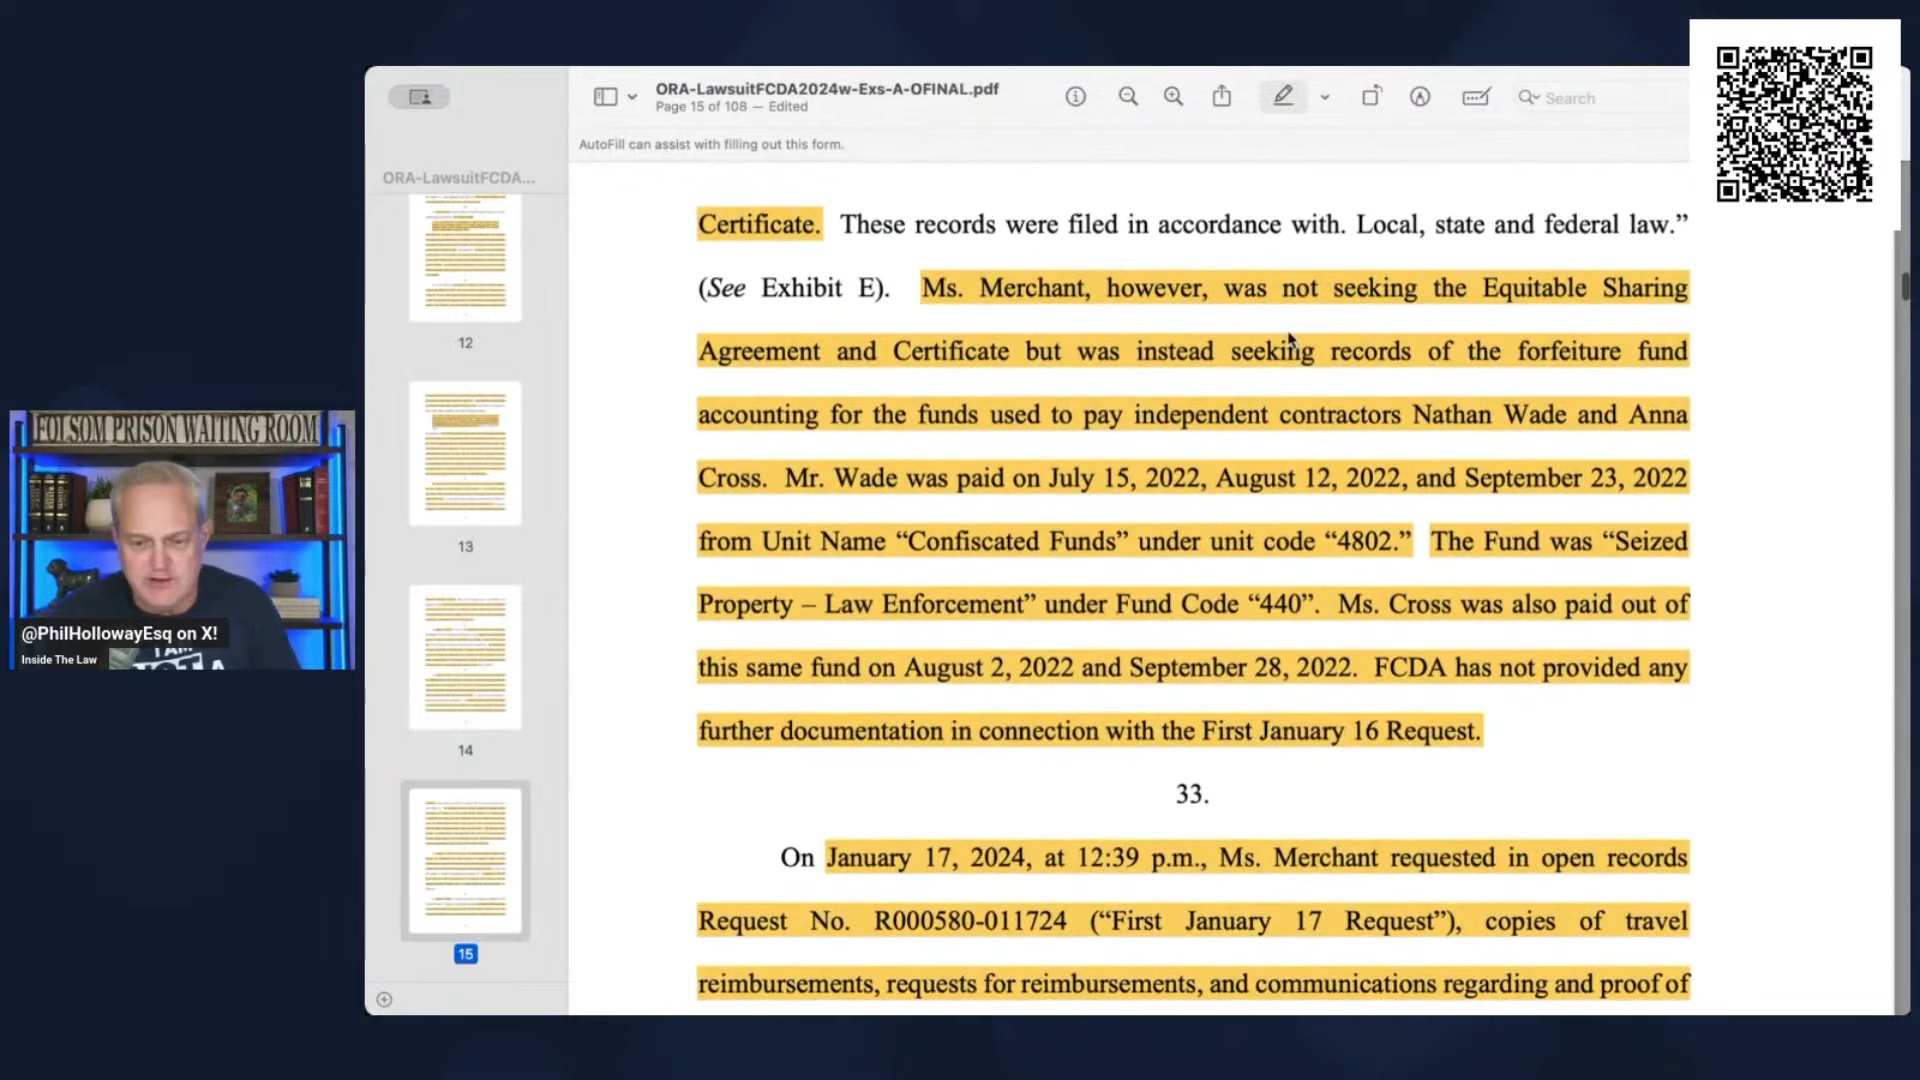 ORA-LawsuitFCDA2024w-Exs-A-OFINAL.pdf
Page 15 of 108 — Edited
Search
AutoFill can assist with filling out this form.
ORA-LawsuitFCDA...
12
13
14
15
Certificate. These records were filed in accordance with. Local, state and federal law.”
(See Exhibit E). Ms. Merchant, however, was not seeking the Equitable Sharing
Agreement and Certificate but was instead seeking records of the forfeiture fund
accounting for the funds used to pay independent contractors Nathan Wade and Anna
Cross. Mr. Wade was paid on July 15, 2022, August 12, 2022, and September 23, 2022
from Unit Name “Confiscated Funds” under unit code “4802.” The Fund was “Seized
Property – Law Enforcement” under Fund Code “440”. Ms. Cross was also paid out of
this same fund on August 2, 2022 and September 28, 2022. FCDA has not provided any
further documentation in connection with the First January 16 Request.
33.
On January 17, 2024, at 12:39 p.m., Ms. Merchant requested in open records
Request No. R000580-011724 (“First January 17 Request”), copies of travel
reimbursements, requests for reimbursements, and communications regarding and proof of
FOLSOM PRISON WAITING ROOM
@PhilHollowayEsq on X!
Inside The Law
I AM